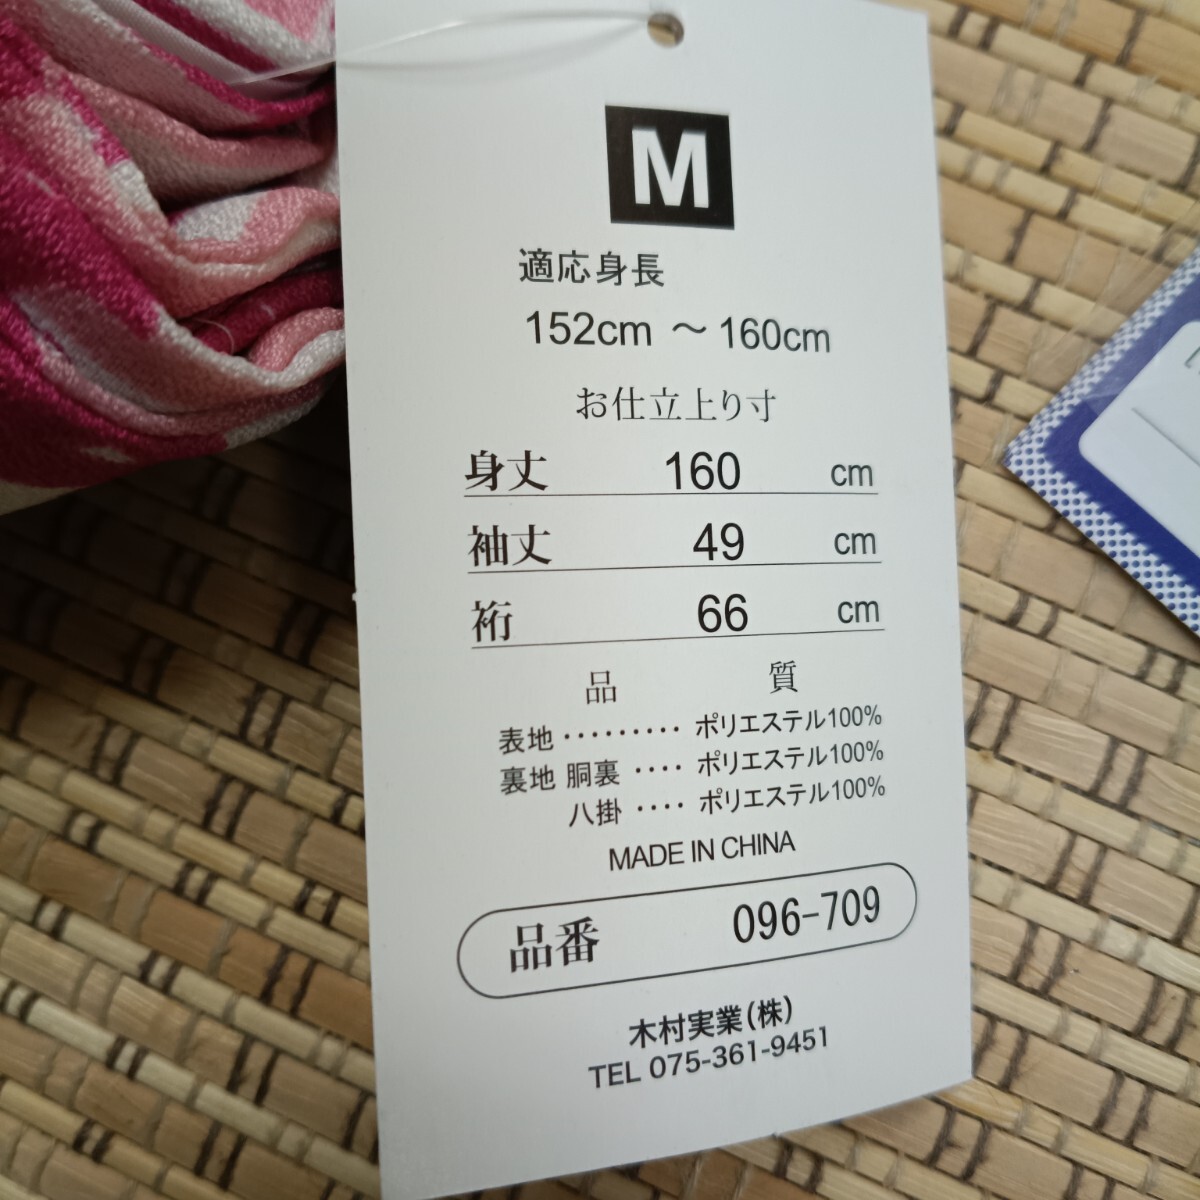 M
適応身長
152cm ～ 160cm
お仕立上り寸
身丈 160 cm
袖丈 49 cm
裄 66 cm
品 質
表地 ‥‥‥‥‥ ポリエステル100%
裏地 胴裏 ‥‥ ポリエステル100%
八掛 ‥‥ ポリエステル100%
MADE IN CHINA
品番 096-709
木村実業(株)
TEL 075-361-9451